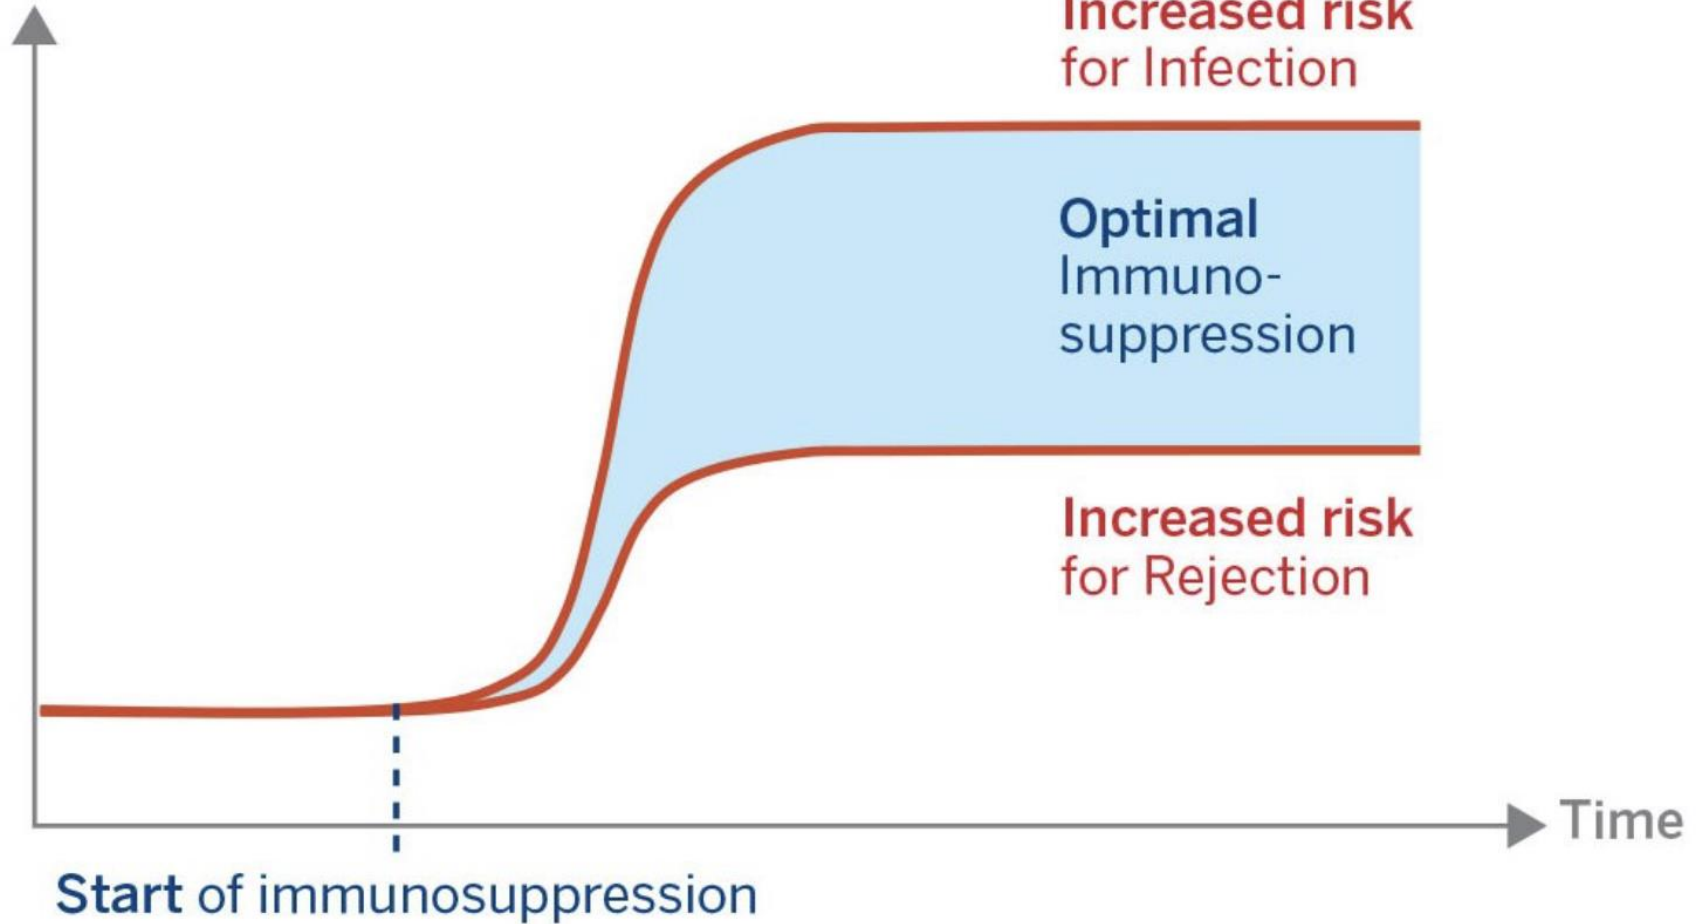 Increased risk
for Infection
Optimal
Immuno-
suppression
Increased risk
for Rejection
Time
Start of immunosuppression